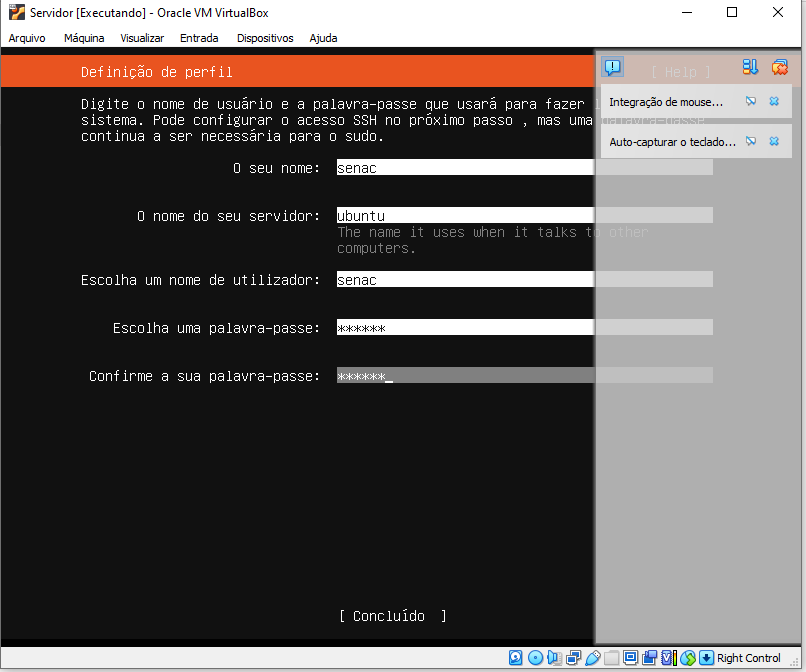 Servidor [Executando] - Oracle VM VirtualBox
Arquivo Máquina Visualizar Entrada Dispositivos Ajuda
Definição de perfil [ Help ]
Digite o nome de usuário e a palavra-passe que usará para fazer
Integração de mouse...
sistema. Pode configurar o acesso SSH no próximo passo , mas uma palavra-passe
continua a ser necessária para o sudo.
Auto-capturar o teclado...
O seu nome: senac
O nome do seu servidor: ubuntu
The name it uses when it talks to other
computers.
Escolha um nome de utilizador: senac
Escolha uma palavra-passe: ******
Confirme a sua palavra-passe: ******_
[ Concluído ]
Right Control